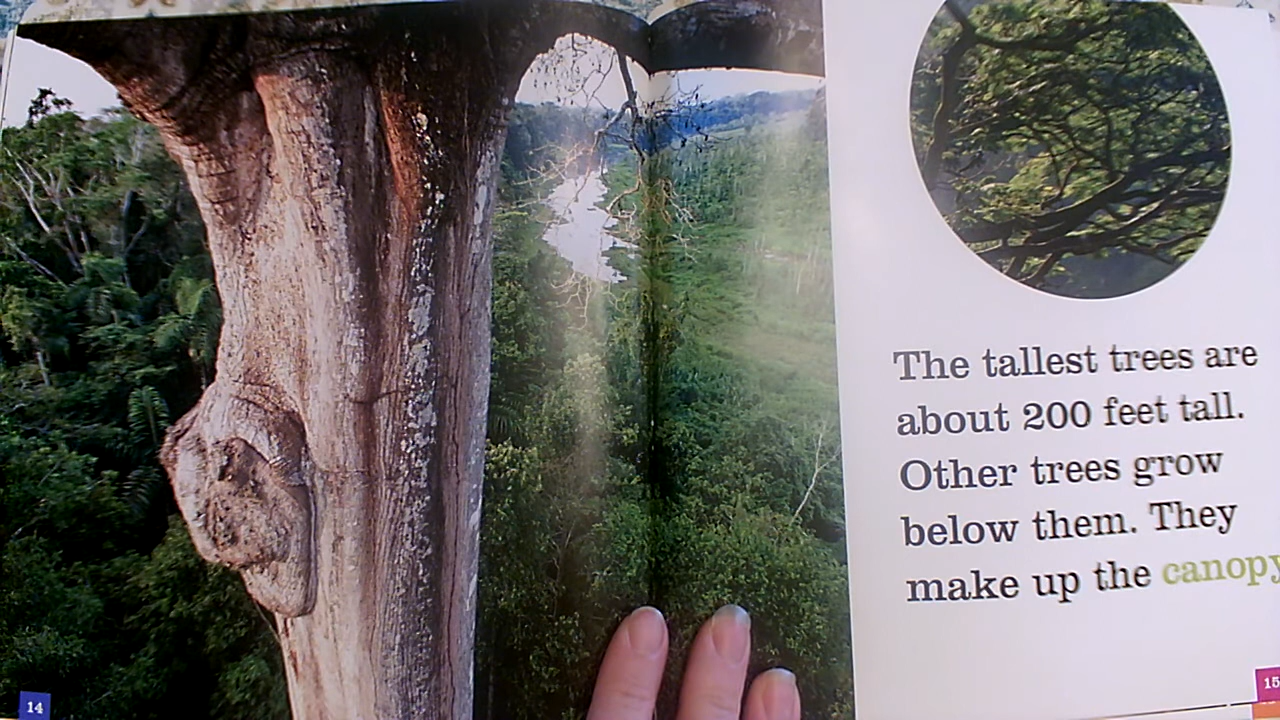 The tallest trees are
about 200 feet tall.
Other trees grow
below them. They
make up the canopy
14
15